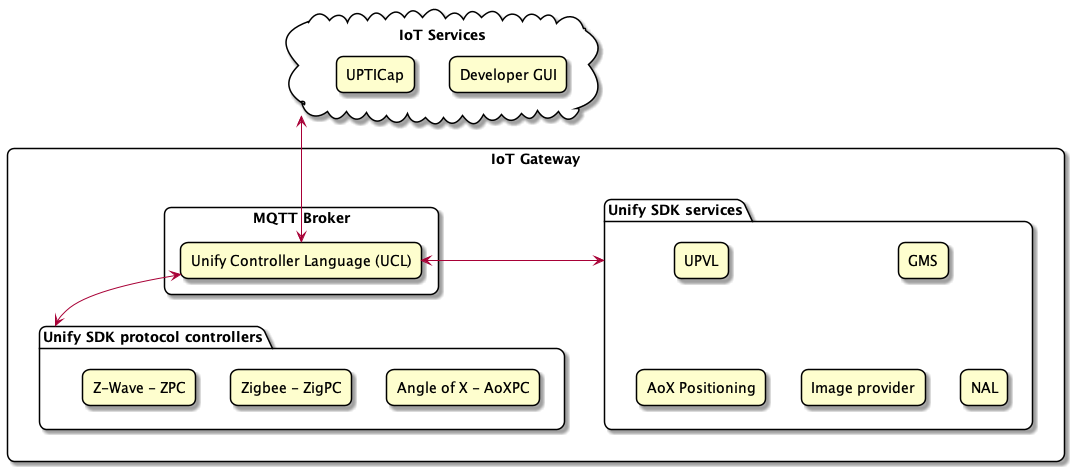 IoT Services
UPTICap
Developer GUI
IoT Gateway
MQTT Broker
Unify Controller Language (UCL)
Unify SDK services
UPVL
GMS
AoX Positioning
Image provider
NAL
Unify SDK protocol controllers
Z-Wave - ZPC
Zigbee - ZigPC
Angle of X - AoXPC